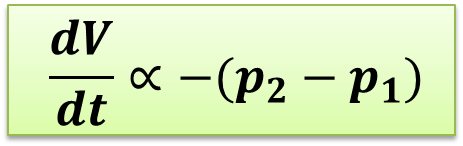 dV/dt ∝ −(p₂ − p₁)